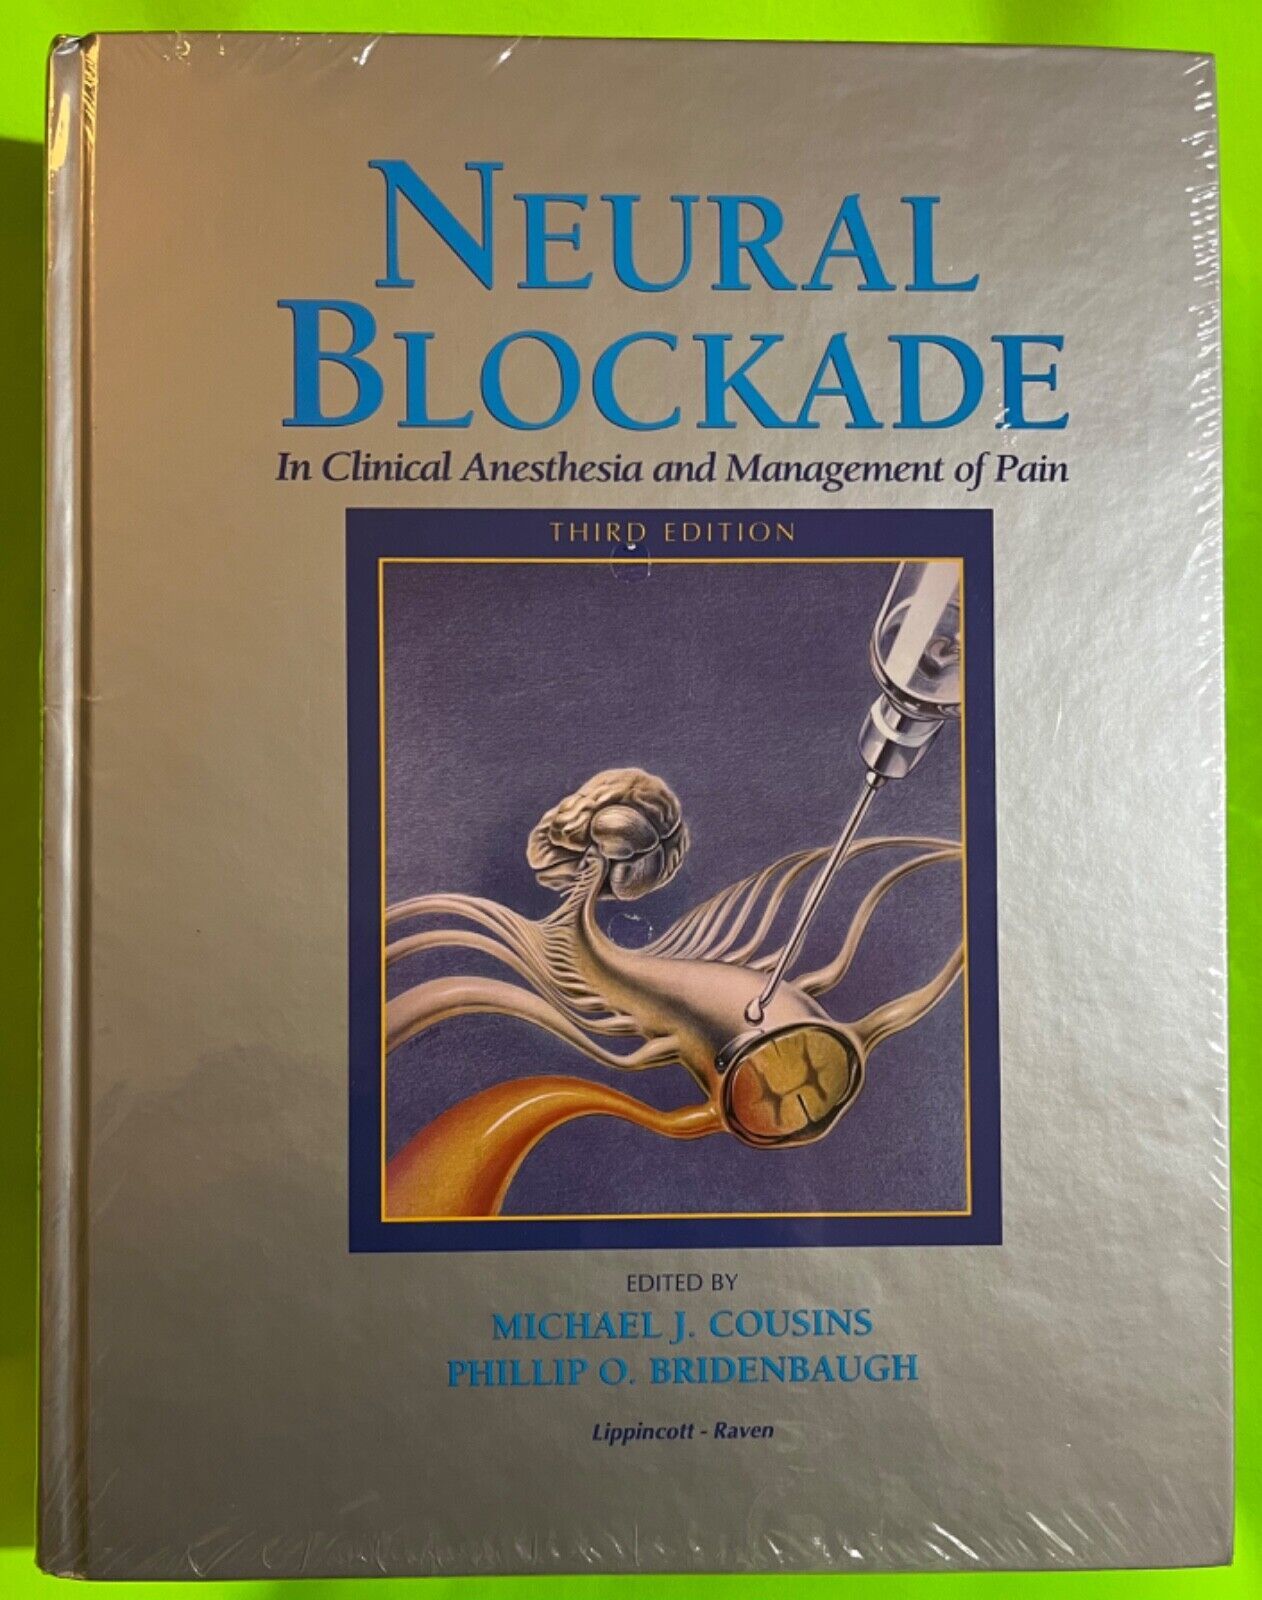 NEURAL
BLOCKADE
In Clinical Anesthesia and Management of Pain
THIRD EDITION
EDITED BY
MICHAEL J. COUSINS
PHILLIP O. BRIDENBAUGH
Lippincott - Raven